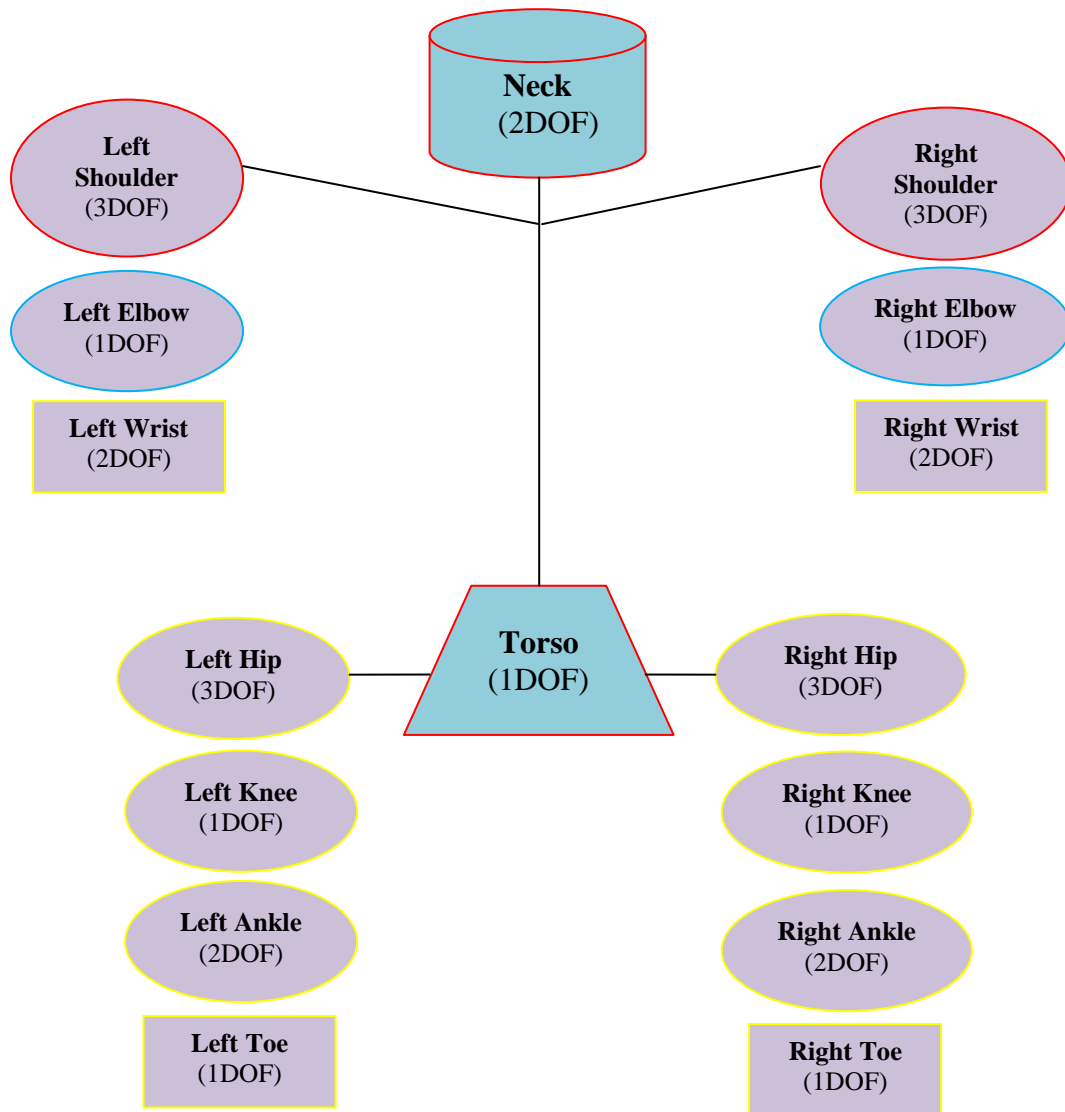 Neck
(2DOF)
Left
Shoulder
(3DOF)
Right
Shoulder
(3DOF)
Left Elbow
(1DOF)
Right Elbow
(1DOF)
Left Wrist
(2DOF)
Right Wrist
(2DOF)
Torso
(1DOF)
Left Hip
(3DOF)
Right Hip
(3DOF)
Left Knee
(1DOF)
Right Knee
(1DOF)
Left Ankle
(2DOF)
Right Ankle
(2DOF)
Left Toe
(1DOF)
Right Toe
(1DOF)